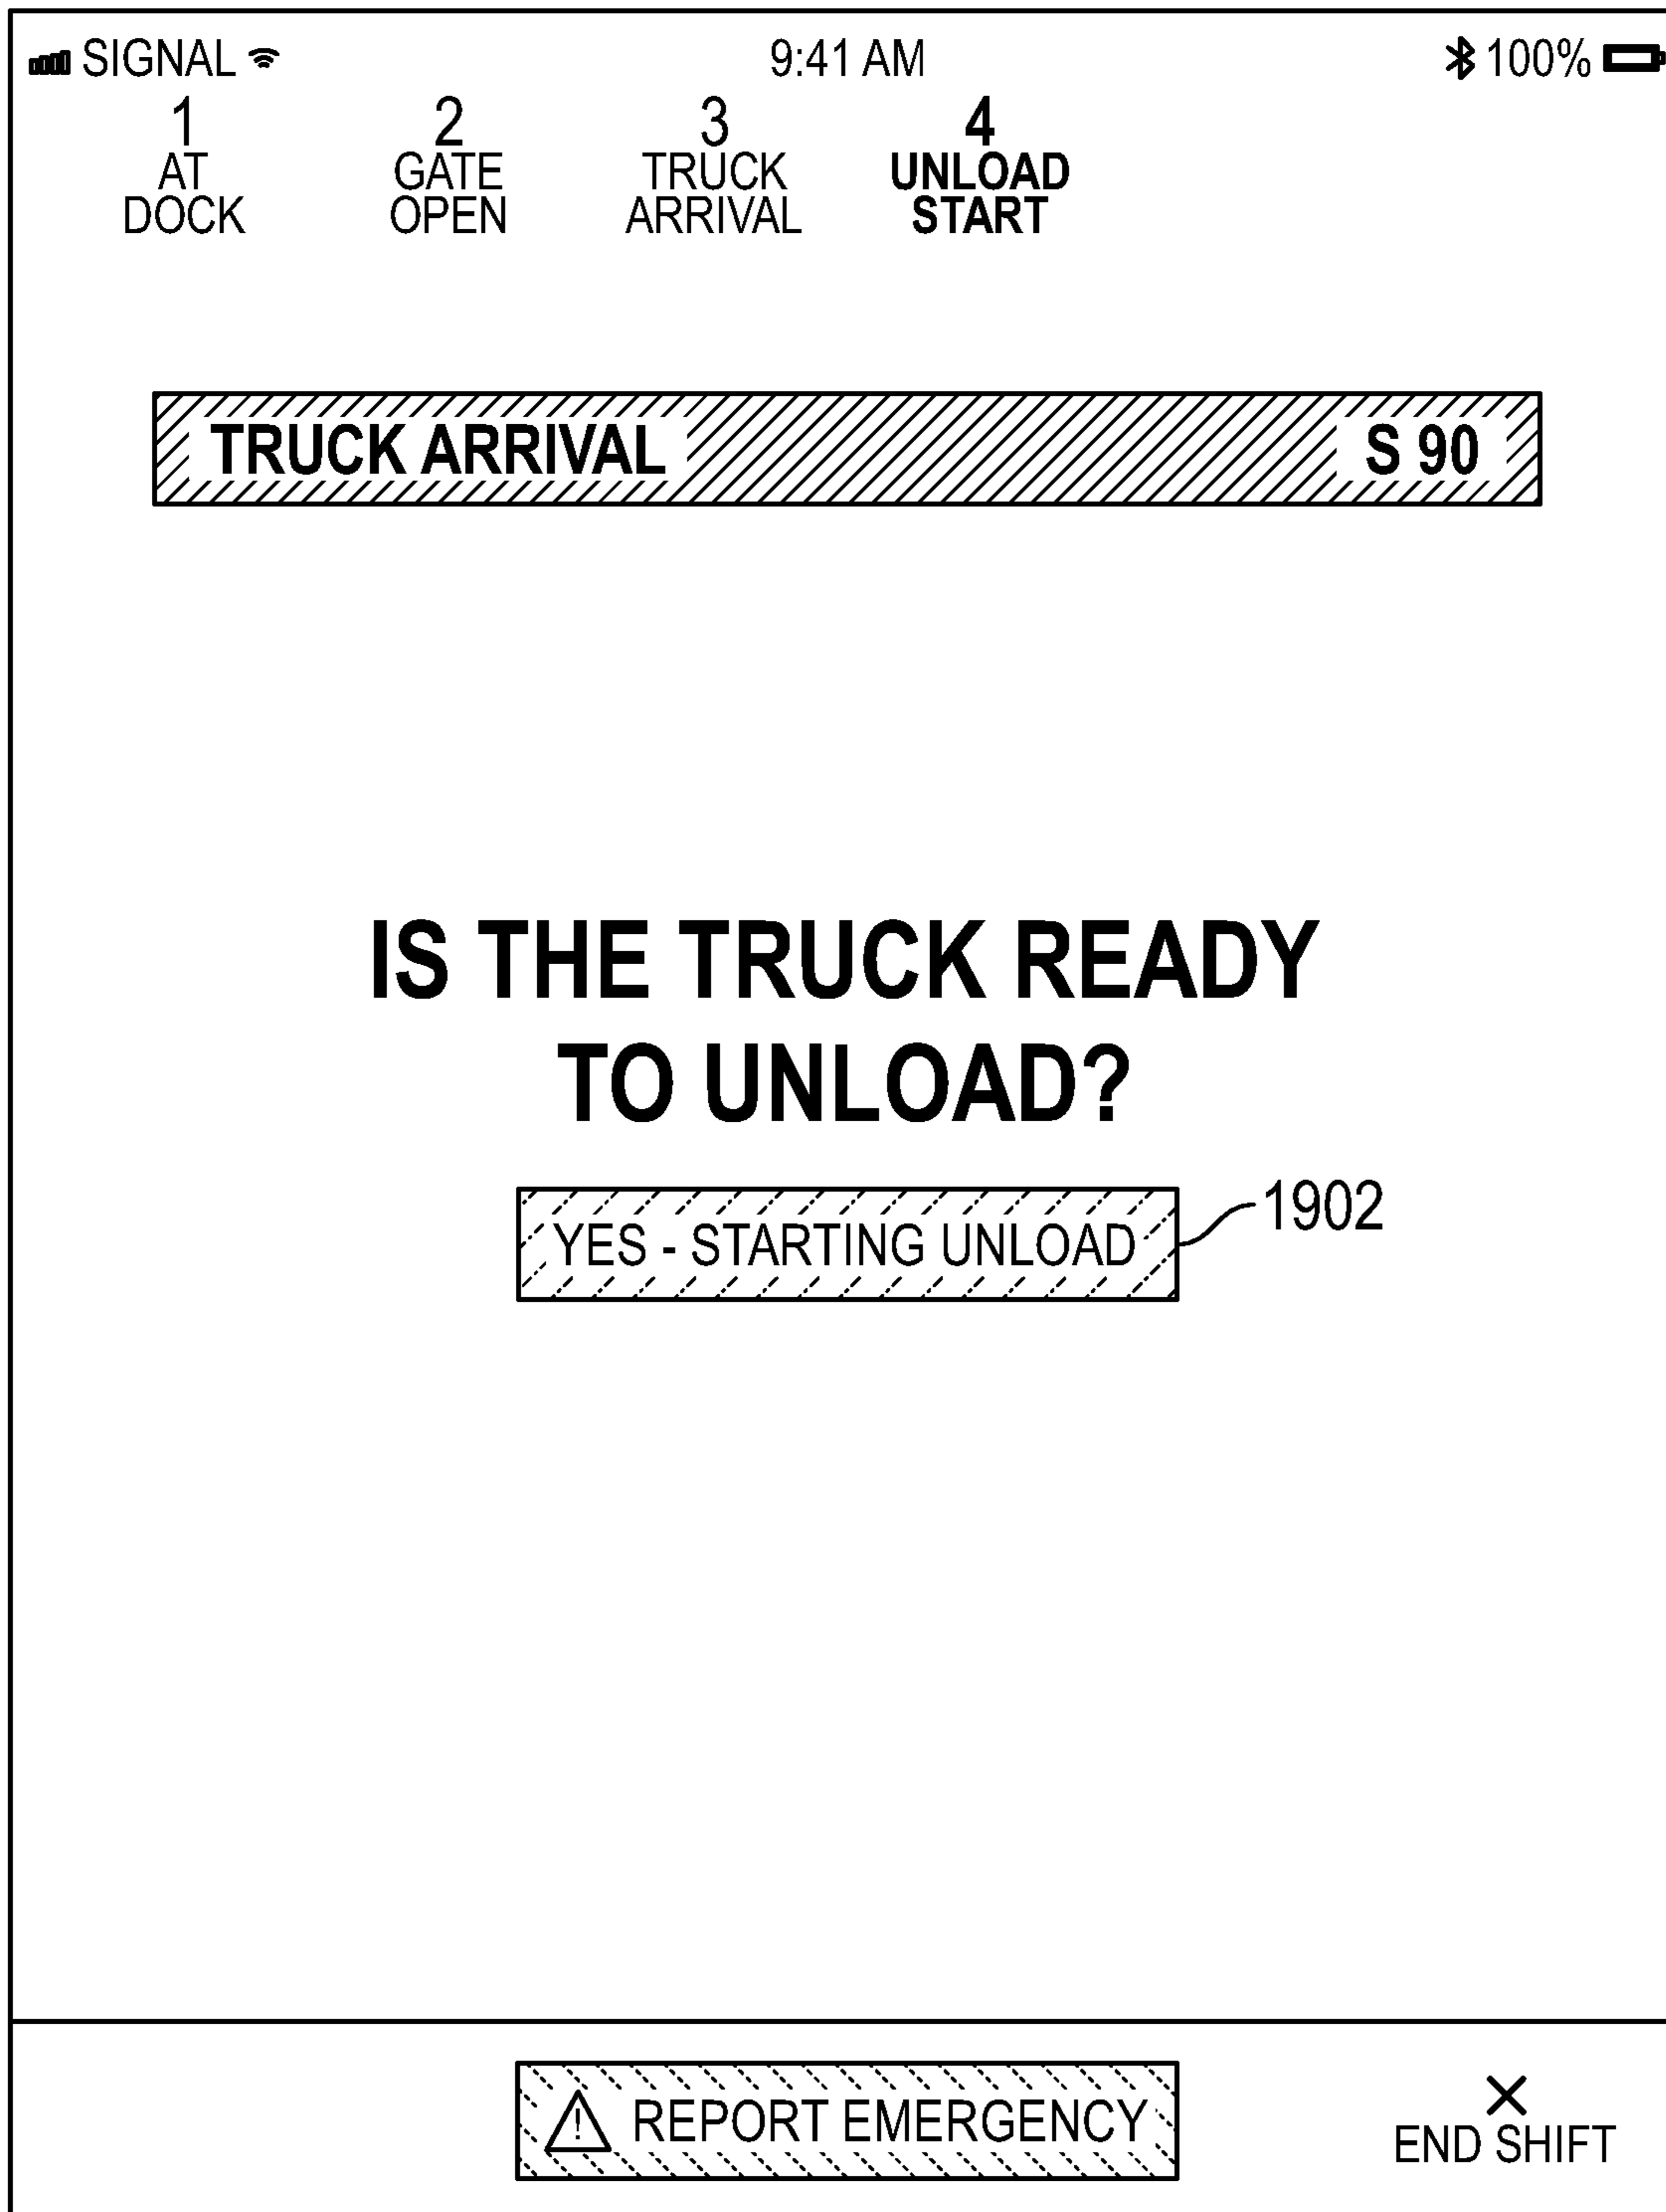 SIGNAL 9:41 AM 100%
1 2 3 4
AT GATE TRUCK UNLOAD
DOCK OPEN ARRIVAL START
TRUCK ARRIVAL S 90
IS THE TRUCK READY
TO UNLOAD?
YES - STARTING UNLOAD
1902
! REPORT EMERGENCY
END SHIFT